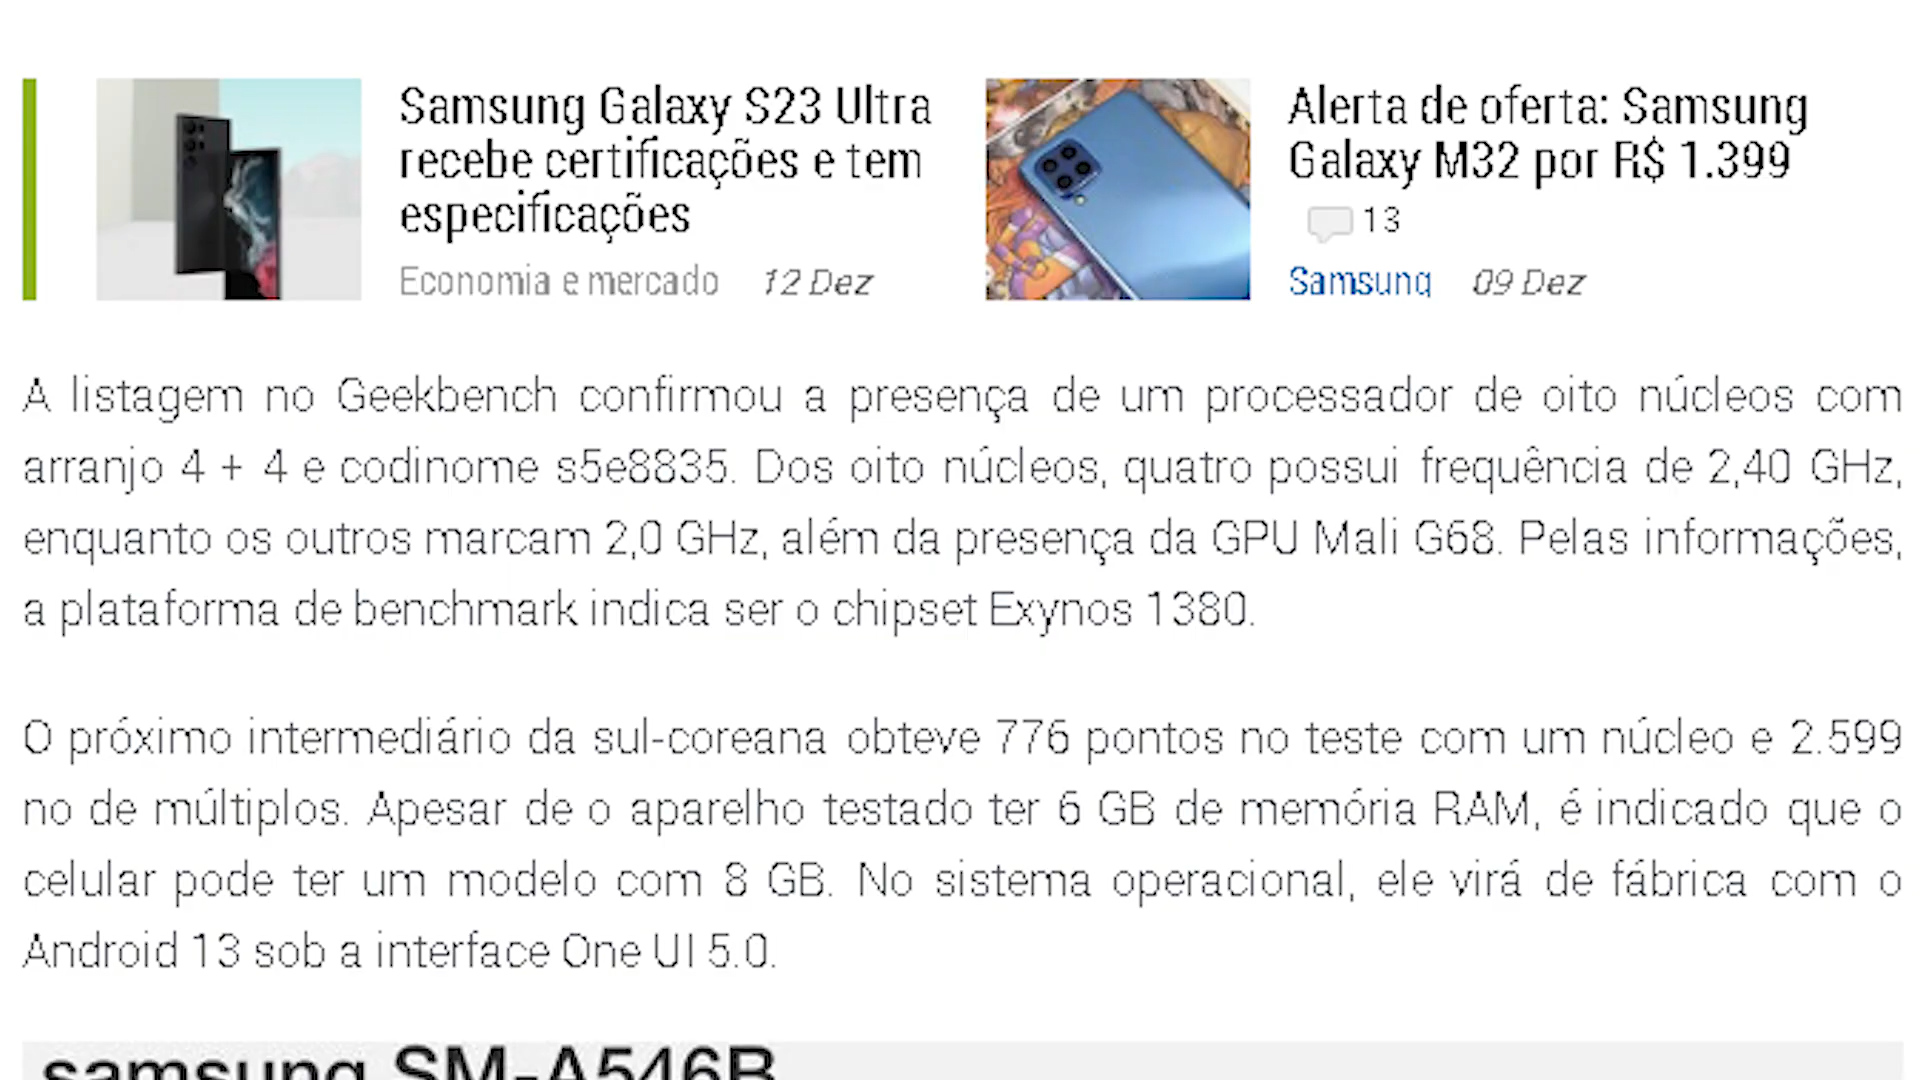 Samsung Galaxy S23 Ultra
recebe certificações e tem
especificações
Economia e mercado 12 Dez
Alerta de oferta: Samsung
Galaxy M32 por R$ 1.399
13
Samsung 09 Dez
A listagem no Geekbench confirmou a presença de um processador de oito núcleos com
arranjo 4 + 4 e codinome s5e8835. Dos oito núcleos, quatro possui frequência de 2,40 GHz,
enquanto os outros marcam 2,0 GHz, além da presença da GPU Mali G68. Pelas informações,
a plataforma de benchmark indica ser o chipset Exynos 1380.
O próximo intermediário da sul-coreana obteve 776 pontos no teste com um núcleo e 2.599
no de múltiplos. Apesar de o aparelho testado ter 6 GB de memória RAM, é indicado que o
celular pode ter um modelo com 8 GB. No sistema operacional, ele virá de fábrica com o
Android 13 sob a interface One UI 5.0.
samsung SM-A546B